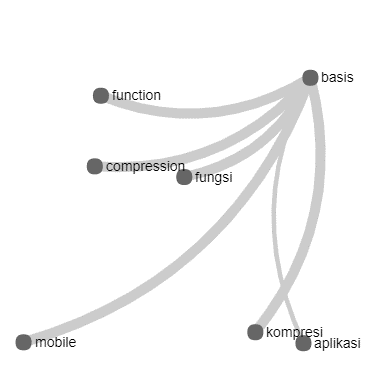 basis
function
compression
fungsi
kompresi
mobile
aplikasi